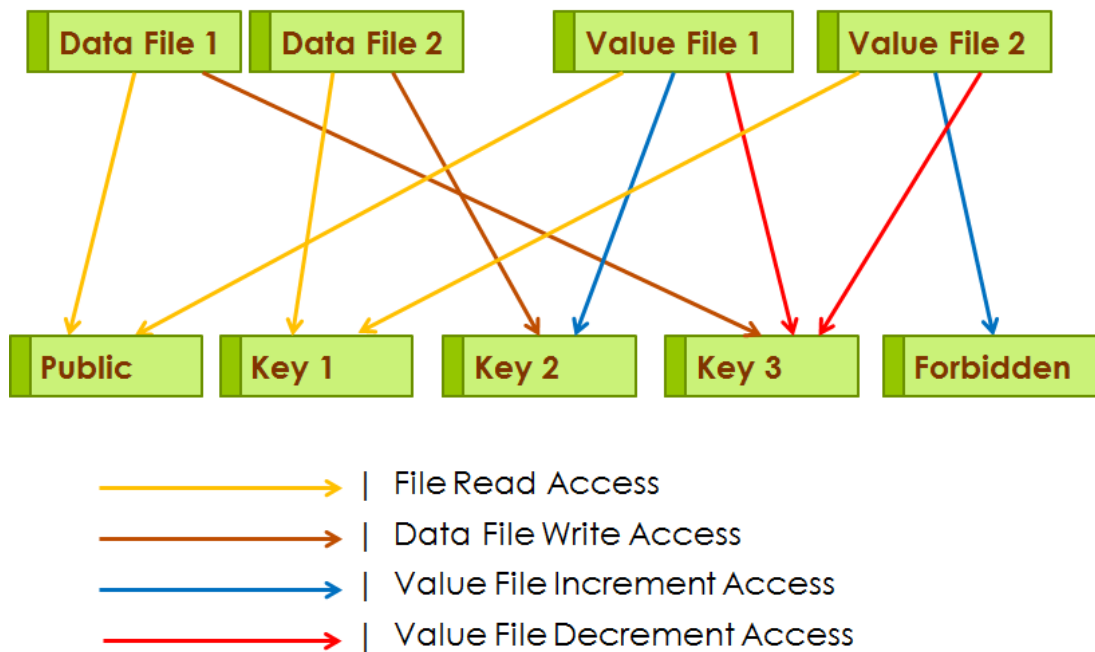 Data File 1
Data File 2
Value File 1
Value File 2
Public
Key 1
Key 2
Key 3
Forbidden
| File Read Access
| Data File Write Access
| Value File Increment Access
| Value File Decrement Access